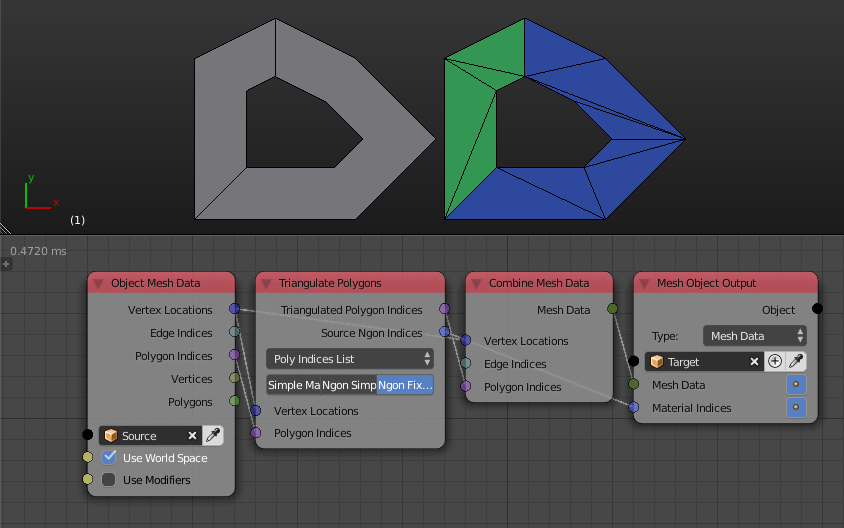 y
x
(1)
0.4720 ms
Object Mesh Data
Vertex Locations
Edge Indices
Polygon Indices
Vertices
Polygons
Source
Use World Space
Use Modifiers
Triangulate Polygons
Triangulated Polygon Indices
Source Ngon Indices
Poly Indices List
Simple Ma Ngon Simp Ngon Fix...
Vertex Locations
Polygon Indices
Combine Mesh Data
Mesh Data
Vertex Locations
Edge Indices
Polygon Indices
Mesh Object Output
Object
Type: Mesh Data
Target
Mesh Data
Material Indices